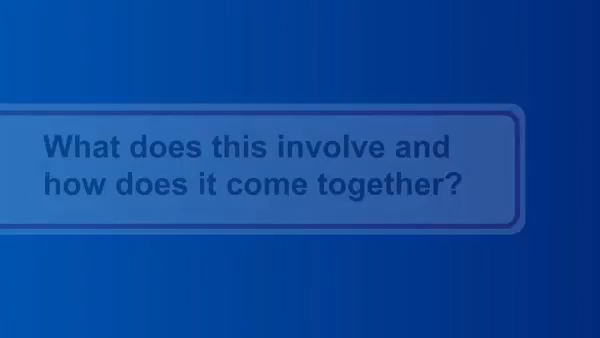 What does this involve and
how does it come together?